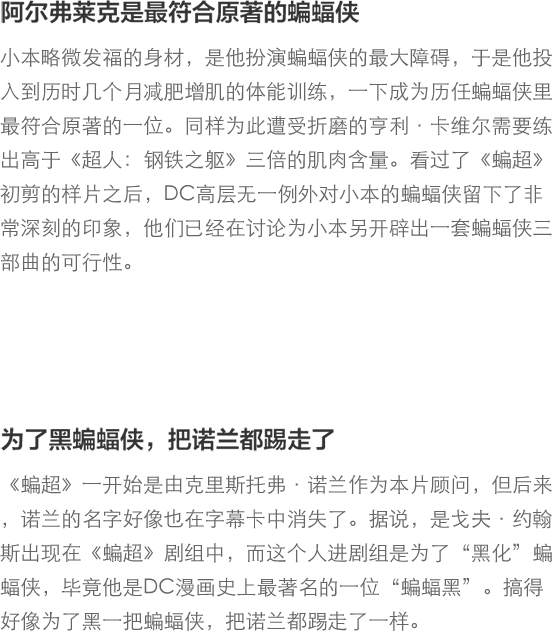 阿尔弗莱克是最符合原著的蝙蝠侠
小本略微发福的身材，是他扮演蝙蝠侠的最大障碍，于是他投
入到历时几个月减肥增肌的体能训练，一下成为历任蝙蝠侠里
最符合原著的一位。同样为此遭受折磨的亨利·卡维尔需要练
出高于《超人：钢铁之躯》三倍的肌肉含量。看过了《蝙超》
初剪的样片之后，DC高层无一例外对小本的蝙蝠侠留下了非
常深刻的印象，他们已经在讨论为小本另开辟出一套蝙蝠侠三
部曲的可行性。
为了黑蝙蝠侠，把诺兰都踢走了
《蝙超》一开始是由克里斯托弗·诺兰作为本片顾问，但后来
，诺兰的名字好像也在字幕卡中消失了。据说，是戈夫·约翰
斯出现在《蝙超》剧组中，而这个人进剧组是为了“黑化”蝙
蝠侠，毕竟他是DC漫画史上最著名的一位“蝙蝠黑”。搞得
好像为了黑一把蝙蝠侠，把诺兰都踢走了一样。